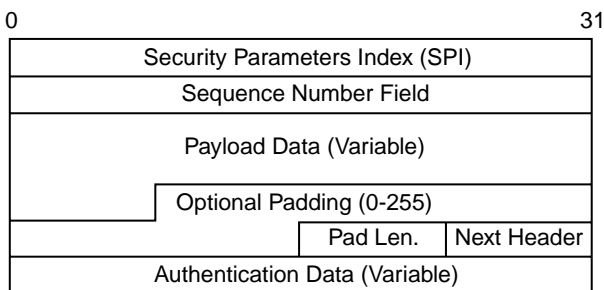 0 31
Security Parameters Index (SPI)
Sequence Number Field
Payload Data (Variable)
Optional Padding (0-255)
Pad Len. Next Header
Authentication Data (Variable)